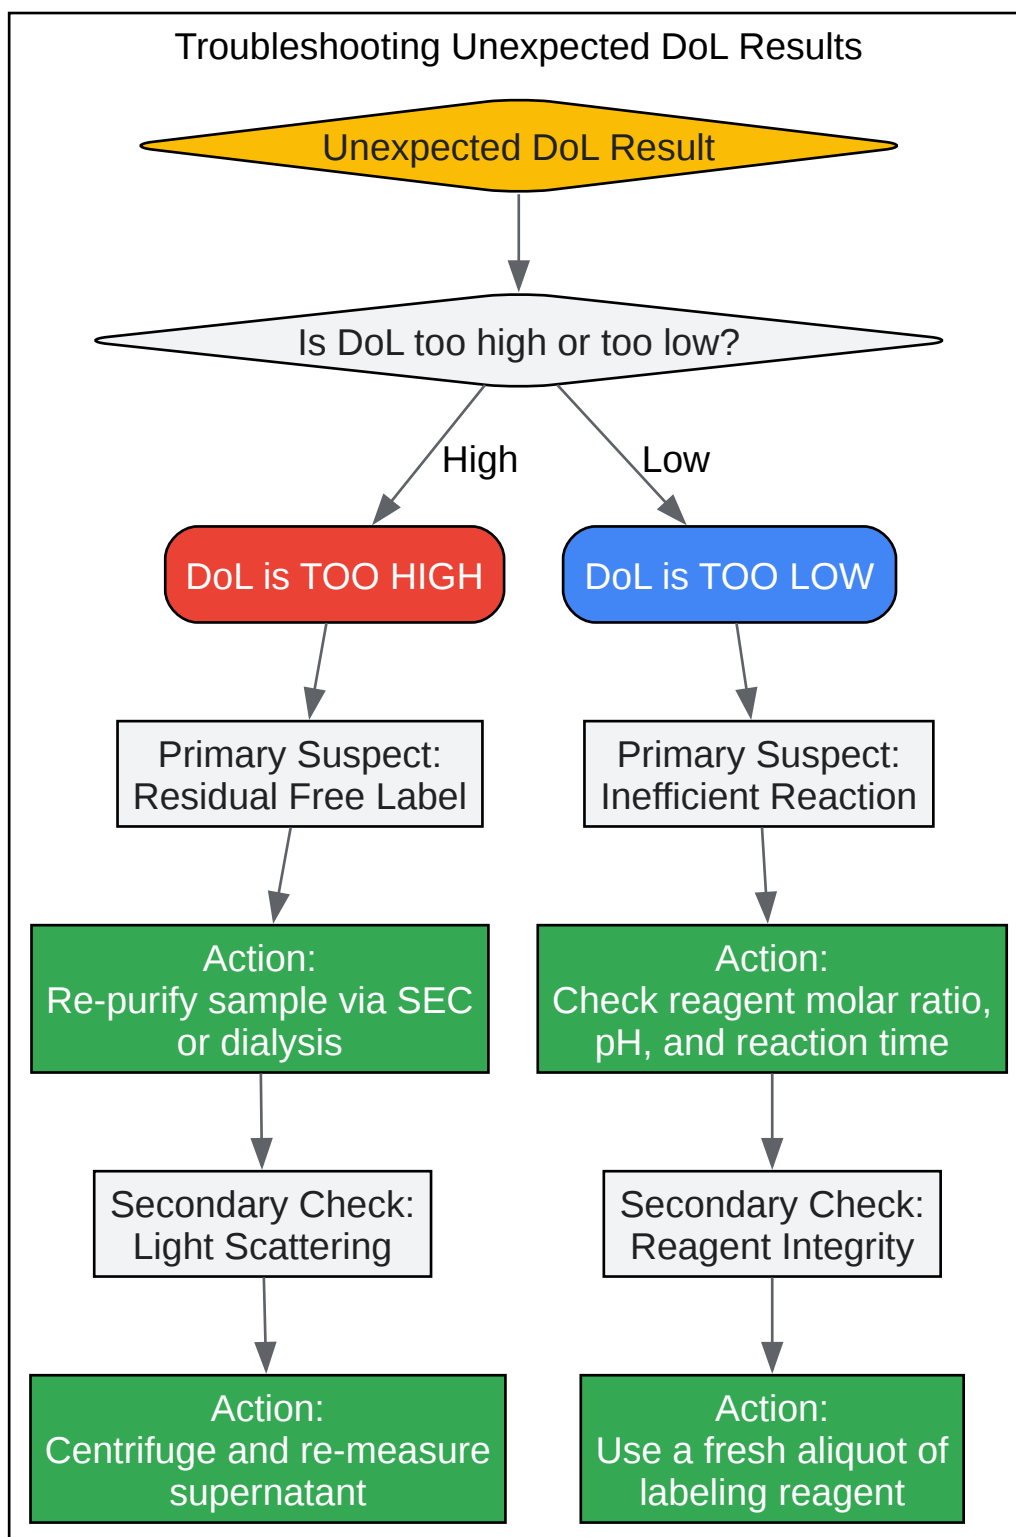 Troubleshooting Unexpected DoL Results
Unexpected DoL Result
Is DoL too high or too low?
High
Low
DoL is TOO HIGH
DoL is TOO LOW
Primary Suspect:
Residual Free Label
Primary Suspect:
Inefficient Reaction
Action:
Re-purify sample via SEC
or dialysis
Action:
Check reagent molar ratio,
pH, and reaction time
Secondary Check:
Light Scattering
Secondary Check:
Reagent Integrity
Action:
Centrifuge and re-measure
supernatant
Action:
Use a fresh aliquot of
labeling reagent